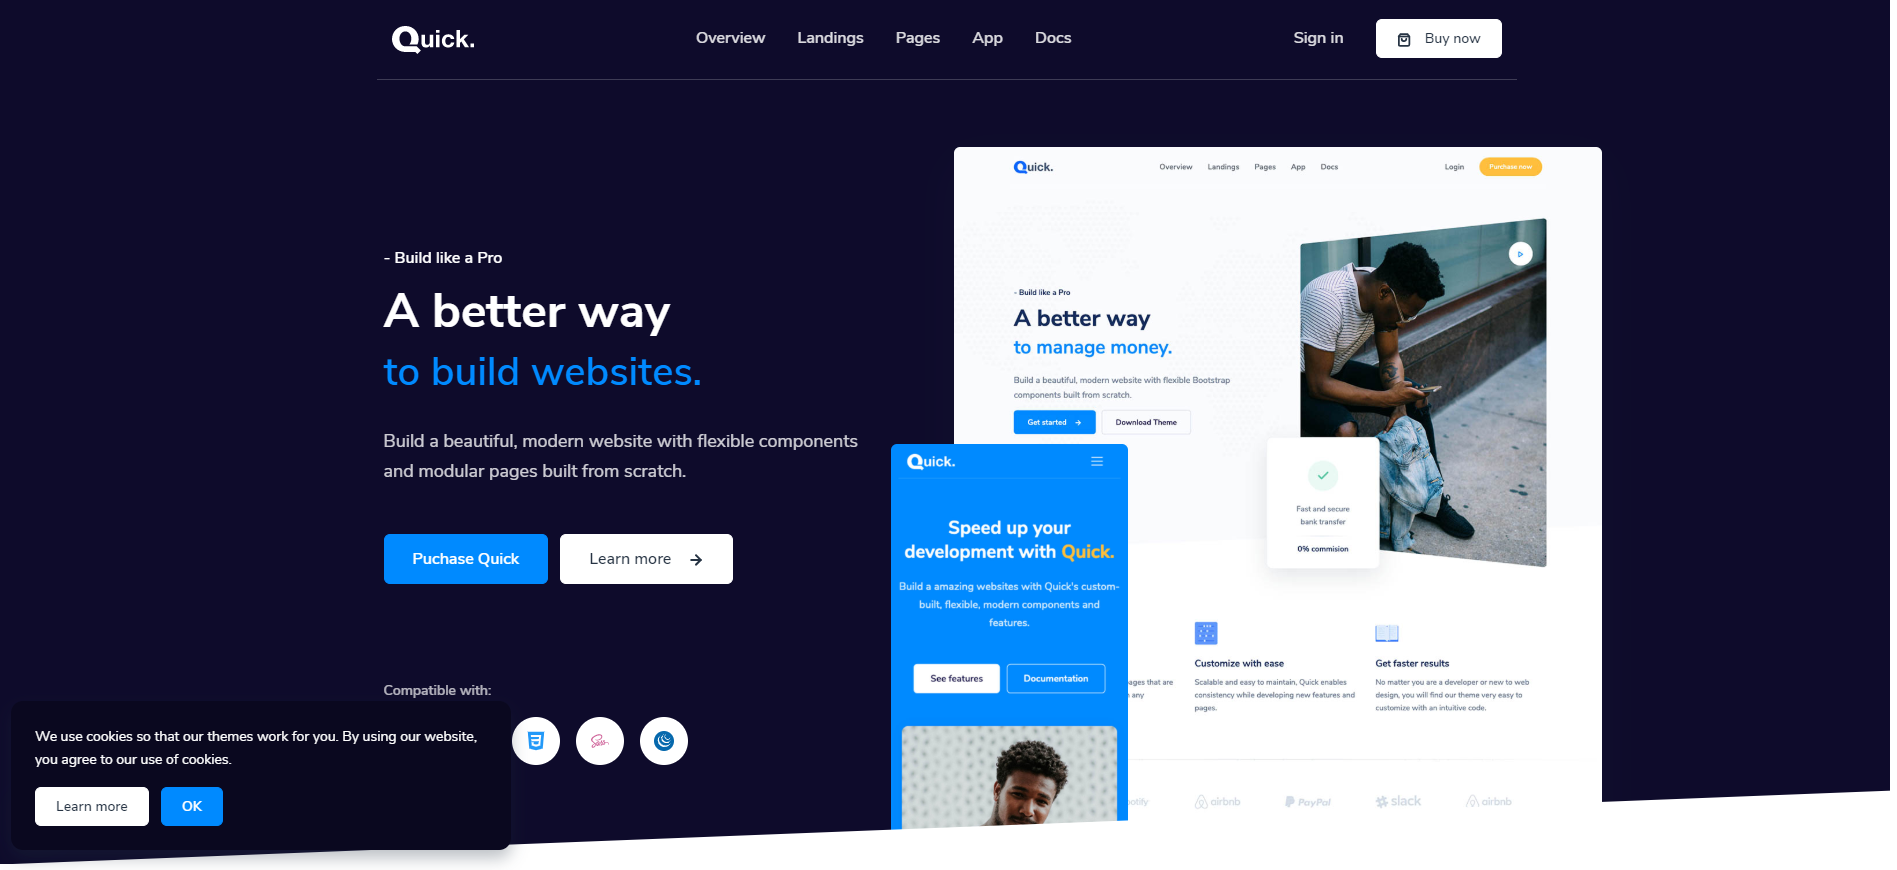 Quick.
Overview
Landings
Pages
App
Docs
Sign in
Buy now
- Build like a Pro
A better way
to build websites.
Build a beautiful, modern website with flexible components
and modular pages built from scratch.
Puchase Quick
Learn more
Compatible with:
Sass
We use cookies so that our themes work for you. By using our website,
you agree to our use of cookies.
Learn more
OK
Quick.
Overview
Landings
Pages
App
Docs
Login
Purchase now
- Build like a Pro
A better way
to manage money.
Build a beautiful, modern website with flexible Bootstrap
components built from scratch.
Get started
Download Theme
Fast and secure
bank transfer
0% commision
Quick.
Speed up your
development with Quick.
Build a amazing websites with Quick's custom-
built, flexible, modern components and
features.
See features
Documentation
ages that are
any
Customize with ease
Scalable and easy to maintain, Quick enables
consistency while developing new features and
pages.
Get faster results
No matter you are a developer or new to web
design, you will find our theme very easy to
customize with an intuitive code.
otify
airbnb
PayPal
slack
airbnb